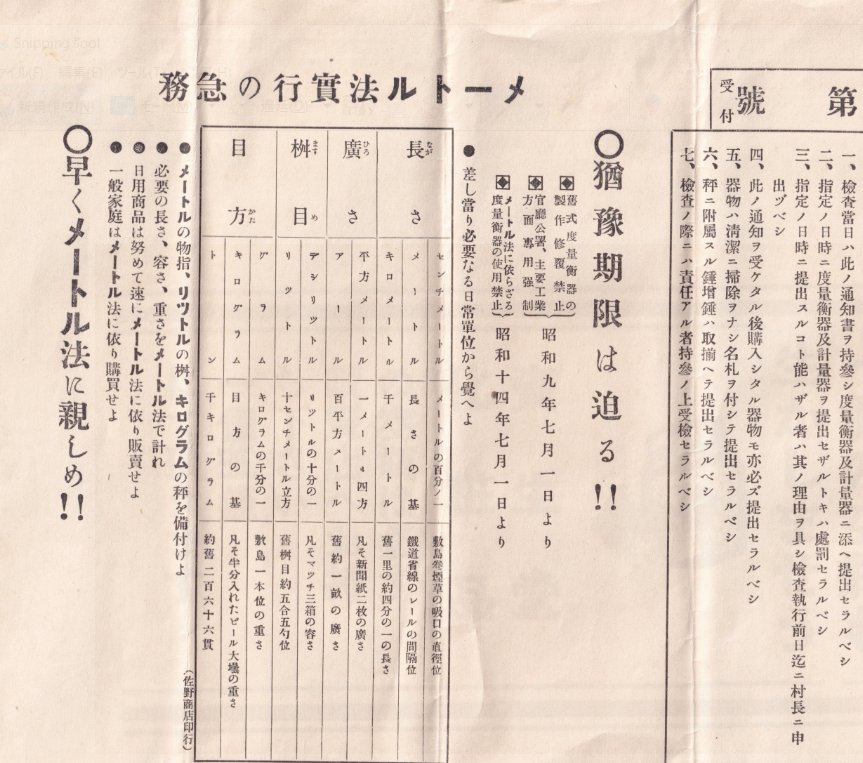 第
號
受付
一、檢査當日ハ此ノ通知書ヲ持參シ度量衡器及計量器ニ添ヘ提出セラルベシ
二、指定ノ日時ニ度量衡器及計量器ヲ提出セザルトキハ處罰セラルベシ
三、指定ノ日時ニ提出スルコト能ハザル者ハ其ノ理由ヲ具シ檢査執行前日迄ニ村長ニ申
出ヅベシ
四、此ノ通知ヲ受ケタル後購入シタル器物モ亦必ズ提出セラルベシ
五、器物ハ清潔ニ掃除ヲナシ名札ヲ付シテ提出セラルベシ
六、秤ニ附屬スル錘增錘ハ取揃ヘテ提出セラルベシ
七、檢査ノ際ニハ責任アル者持參ノ上受檢セラルベシ
メートル法實行の急務
○猶豫期限は迫る!!
舊式度量衡器の
製作修覆禁止
官廳公署、主要工業
方面專用强制
昭和九年七月一日より
メートル法に依らざる
度量衡器の使用禁止
昭和十四年七月一日より
●差し當り必要なる日常單位から覺へよ
長さ
なが
センチメートル メートルの百分ノ一 敷島卷煙草の吸口の直徑位
メートル 長さの基 鐵道省線のレールの間隔位
キロメートル 千メートル 舊一里の約四分の一の長さ
廣さ
ひろ
平方メートル 一メートル四方 凡そ新聞紙二枚の廣さ
アール 百平方メートル 舊約一畝の廣さ
桝目
ます
め
デシリツトル リツトルの十分の一 凡そマツチ三箱の容さ
リツトル 十センチメートル立方 舊桝目約五合五勺位
目方
かた
グラム キログラムの千分の一 敷島一本位の重さ
キログラム 目方の基 凡そ半分入れたビール大壜の重さ
トン 千キログラム 約舊二百六十六貫
●メートルの物指、リツトルの桝、キログラムの秤を備付けよ
●必要の長さ、容さ、重さをメートル法で計れ
●日用商品は努めて速にメートル法に依り販賣せよ
●一般家庭はメートル法に依り購買せよ
○早くメートル法に親しめ!!
(佐野商店印行)